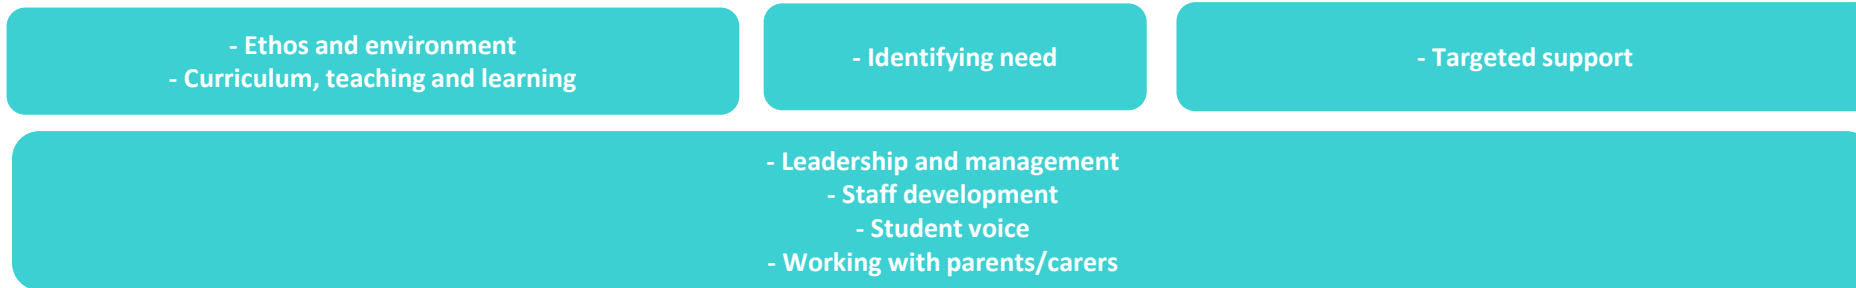 - Ethos and environment
- Curriculum, teaching and learning
- Identifying need
- Targeted support
- Leadership and management
- Staff development
- Student voice
- Working with parents/carers